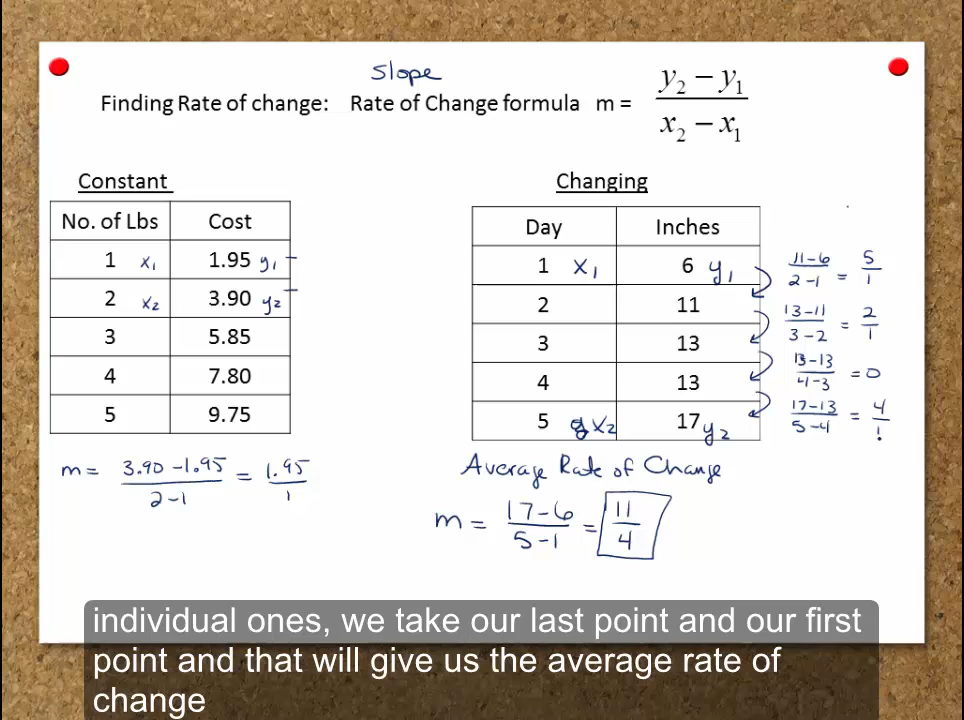 slope
Finding Rate of change: Rate of Change formula m = y₂ − y₁ / x₂ − x₁
Constant
No. of Lbs Cost
1 x₁ 1.95 y₁
2 x₂ 3.90 y₂
3 5.85
4 7.80
5 9.75
m = 3.90 − 1.95 / 2 − 1 = 1.95 / 1
Changing
Day Inches
1 x₁ 6 y₁
2 11
3 13
4 13
5 x₂ 17 y₂
11 − 6 / 2 − 1 = 5 / 1
13 − 11 / 3 − 2 = 2 / 1
13 − 13 / 4 − 3 = 0
17 − 13 / 5 − 4 = 4 / 1
Average Rate of Change
m = 17 − 6 / 5 − 1 = 11 / 4
individual ones, we take our last point and our first
point and that will give us the average rate of
change